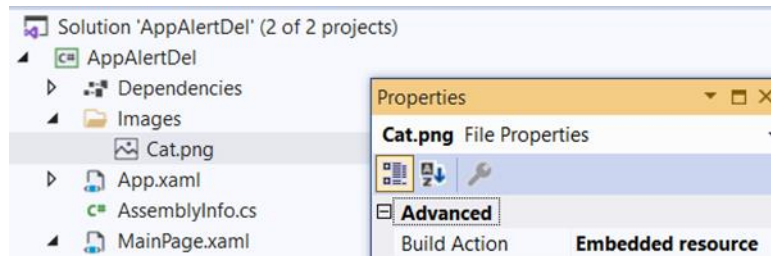 Solution 'AppAlertDel' (2 of 2 projects)
C# AppAlertDel
Dependencies
Images
Cat.png
App.xaml
C# AssemblyInfo.cs
MainPage.xaml
Properties
Cat.png File Properties
Advanced
Build Action Embedded resource